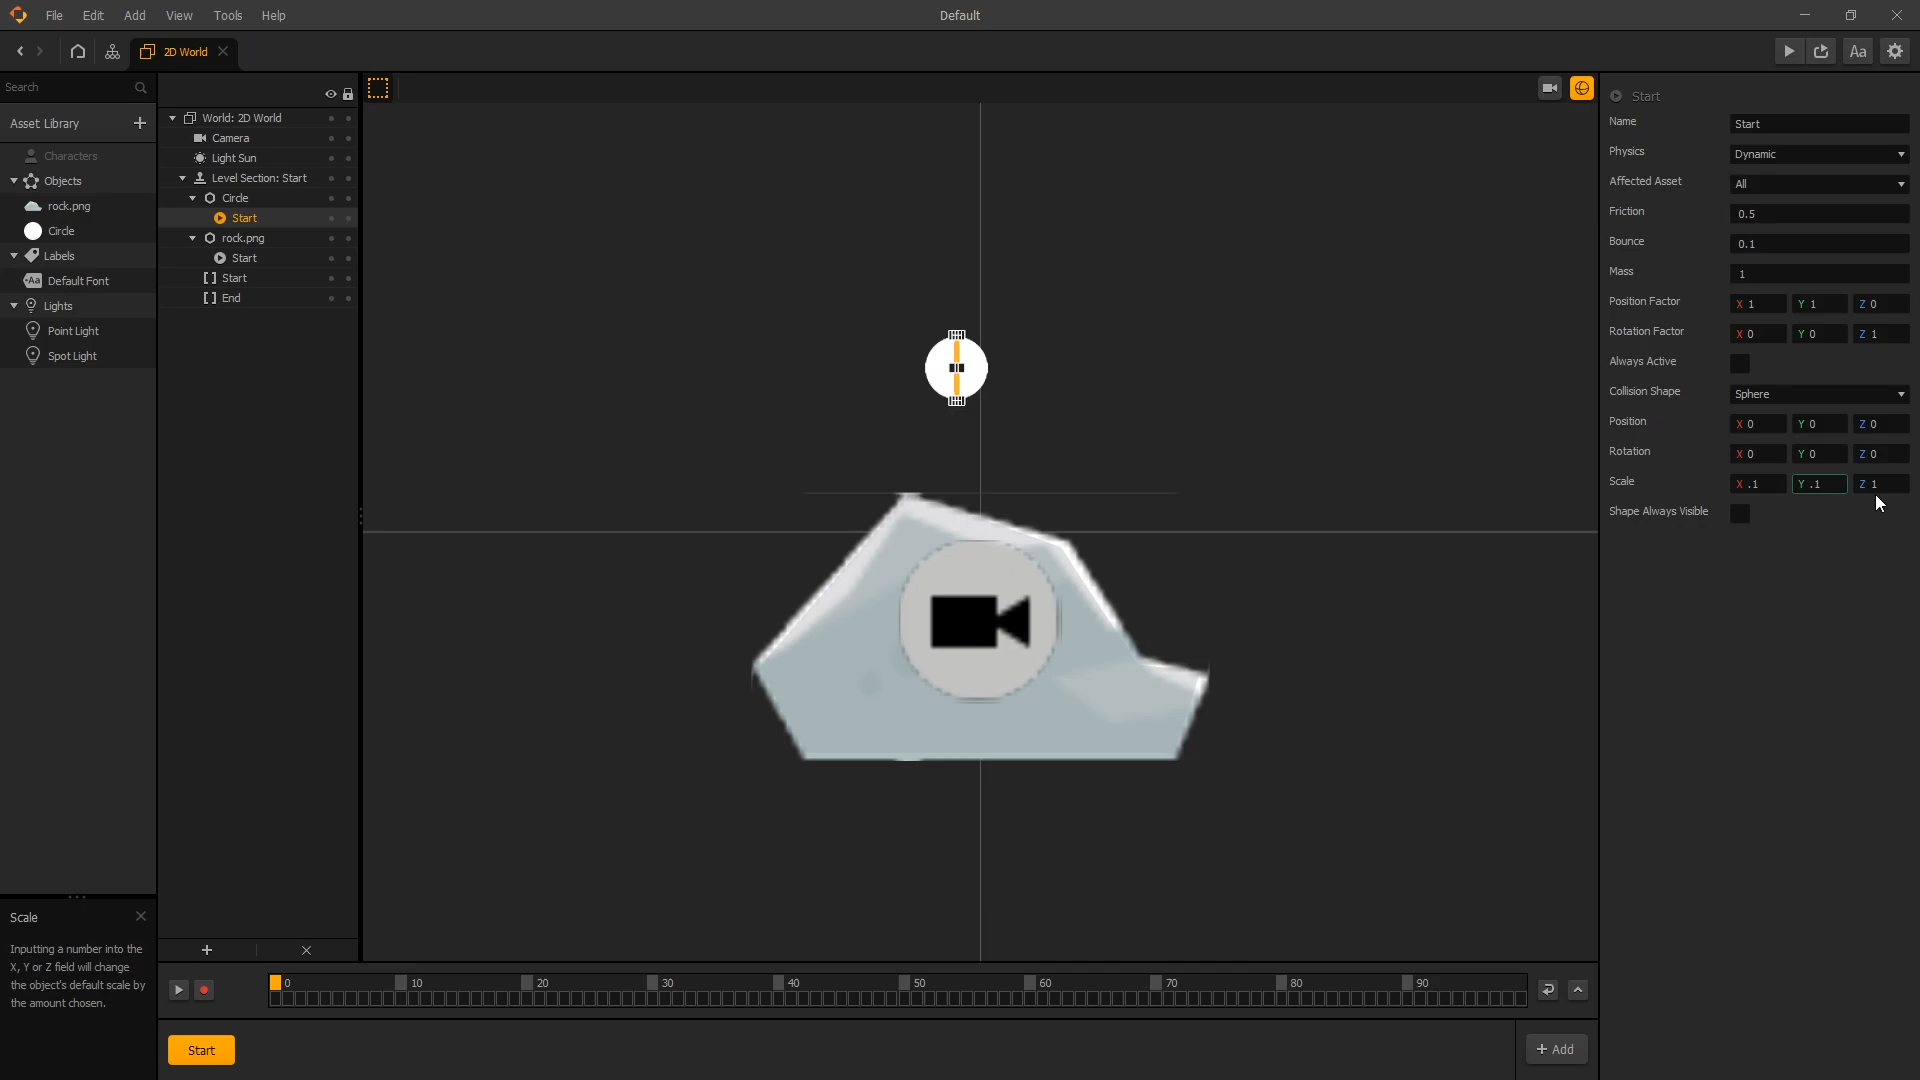 File Edit Add View Tools Help
Default
2D World
Aa
Search
Asset Library
Characters
Objects
rock.png
Circle
Labels
Aa Default Font
Lights
Point Light
Spot Light
World: 2D World
Camera
Light Sun
Level Section: Start
Circle
Start
rock.png
Start
Start
End
Start
Name Start
Physics Dynamic
Affected Asset All
Friction 0.5
Bounce 0.1
Mass 1
Position Factor X 1 Y 1 Z 0
Rotation Factor X 0 Y 0 Z 1
Always Active
Collision Shape Sphere
Position X 0 Y 0 Z 0
Rotation X 0 Y 0 Z 0
Scale X .1 Y .1 Z 1
Shape Always Visible
Scale
Inputting a number into the
X, Y or Z field will change
the object's default scale by
the amount chosen.
0 10 20 30 40 50 60 70 80 90
Start
+ Add